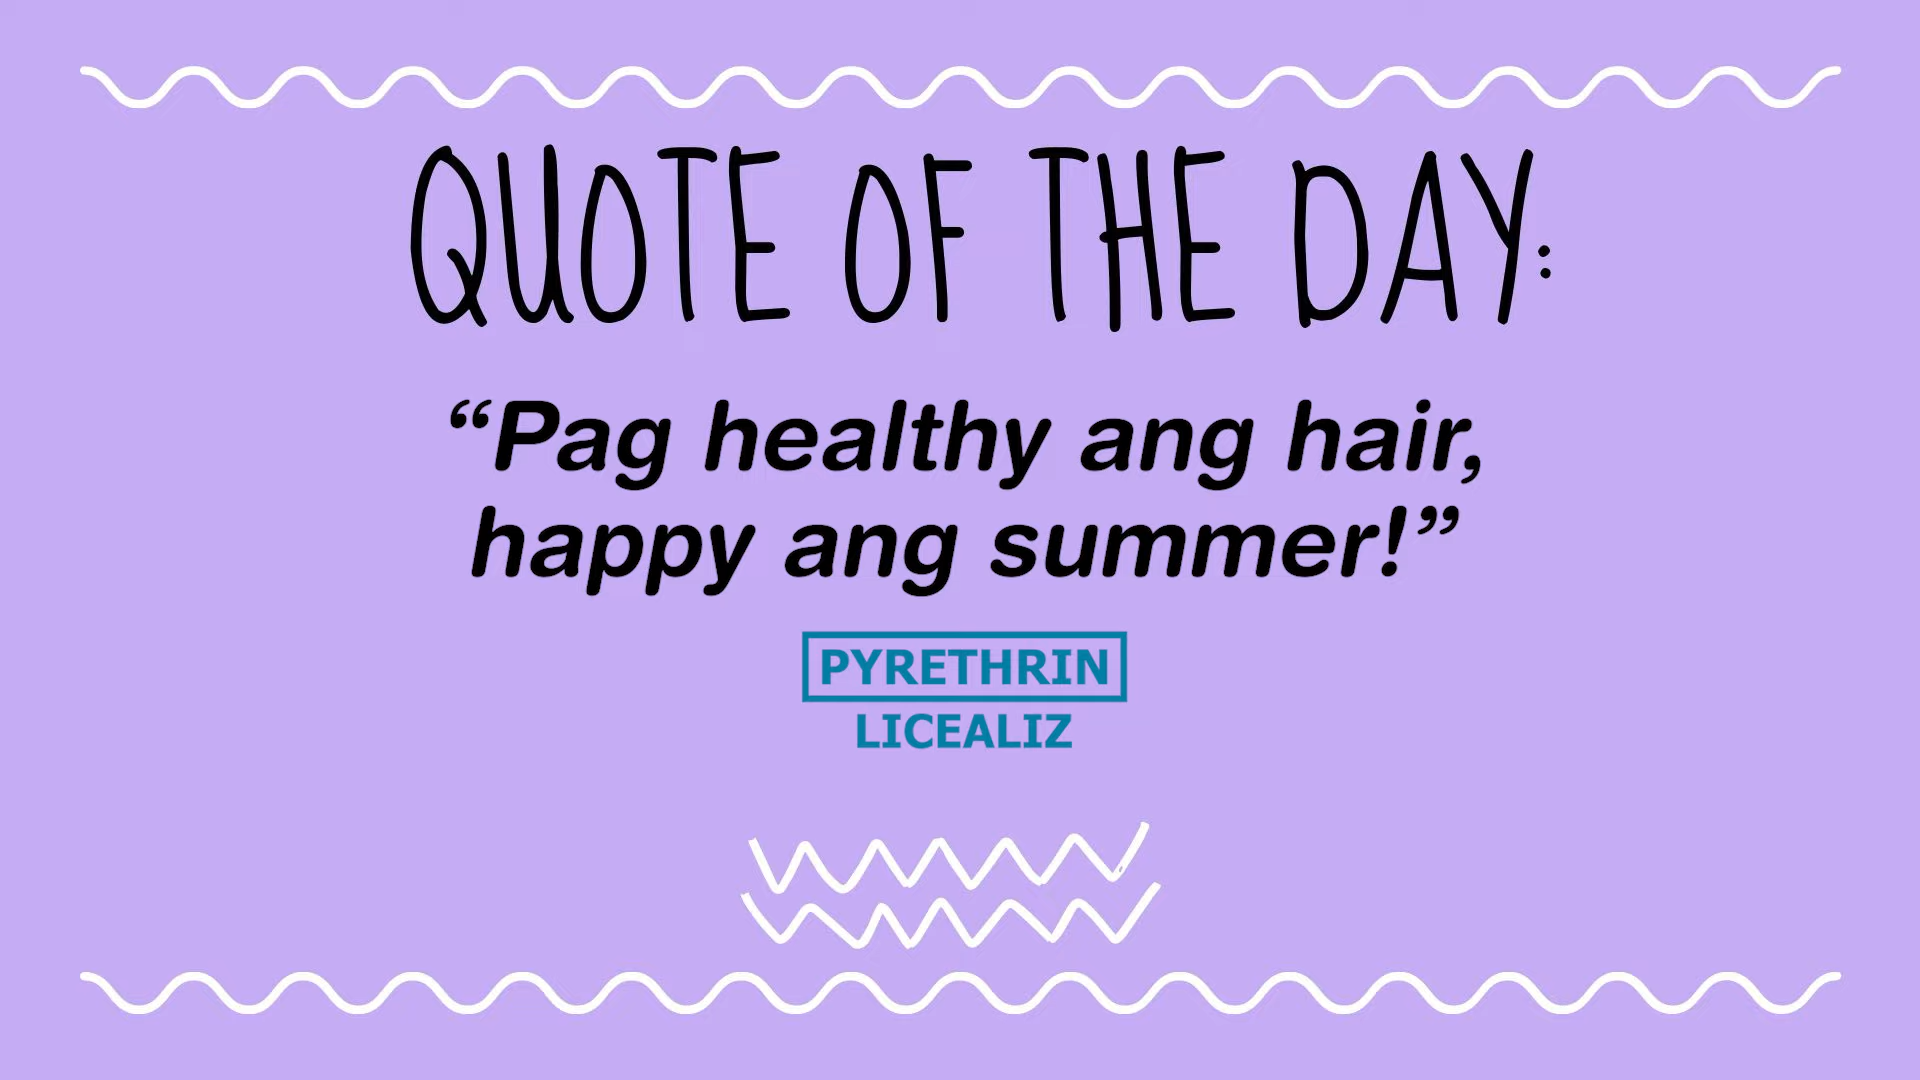 QUOTE OF THE DAY:
“Pag healthy ang hair,
happy ang summer!”
PYRETHRIN
LICEALIZ